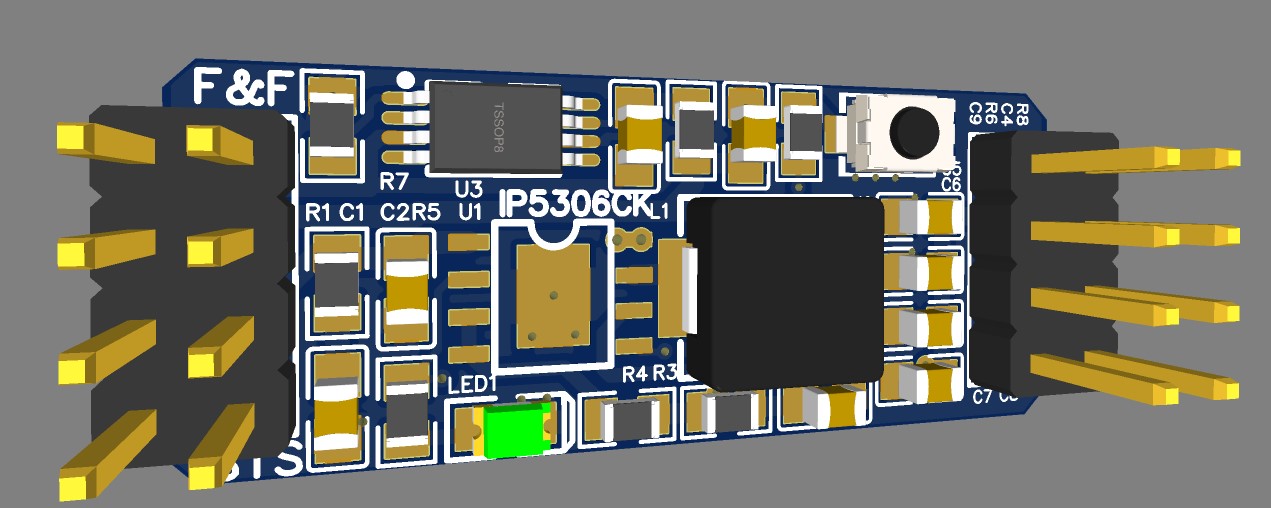 F&F
TSSOP8
R8
C4
R6
C9
R7
U3
C6
R1 C1 C2R5 U1
IP5306CK
L1
LED1
R4 R3
C7